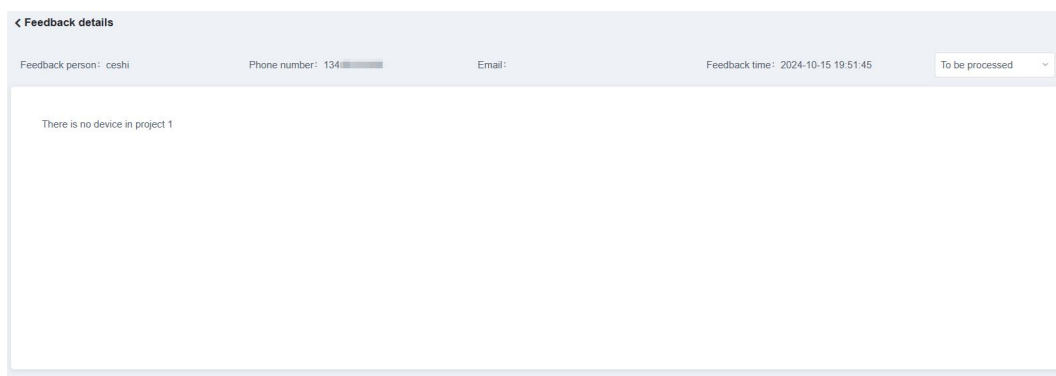 Feedback details
Feedback person: ceshi Phone number: 134 Email: Feedback time: 2024-10-15 19:51:45 To be processed
There is no device in project 1